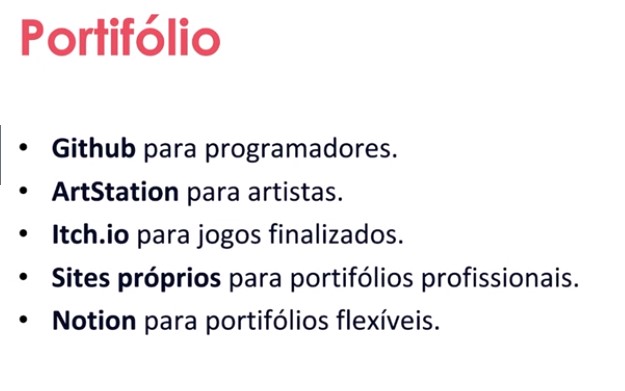 Portifólio
• Github para programadores.
• ArtStation para artistas.
• Itch.io para jogos finalizados.
• Sites próprios para portifólios profissionais.
• Notion para portifólios flexíveis.